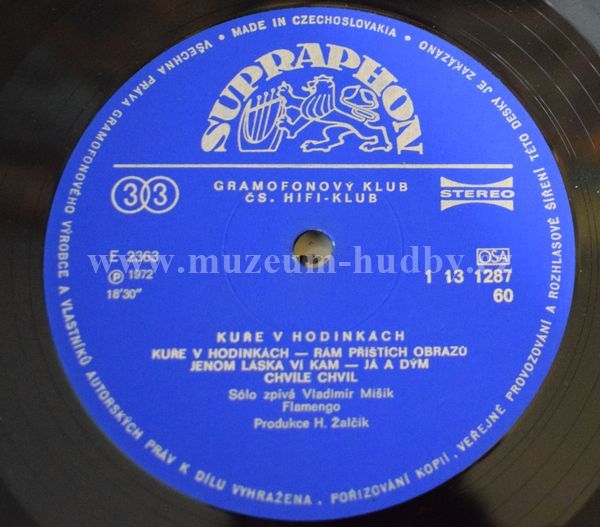 • MADE IN CZECHOSLOVAKIA •
VŠECHNA PRÁVA GRAMOFONOVÉHO VÝROBCE A VLASTNÍKŮ AUTORSKÝCH PRÁV K DÍLU VYHRAŽENA. POŘIZOVÁNÍ KOPIÍ, VEŘEJNÉ PROVOZOVÁNÍ A ROZHLASOVÉ ŠÍŘENÍ TÉTO DESKY JE ZAKÁZÁNO
SUPRAPHON
33
GRAMOFONOVÝ KLUB
ČS. HIFI-KLUB
STEREO
www.muzeum-hudby.
E 2363
Ⓟ 1972
18'30"
OSA
1 13 1287
60
KUŘE V HODINKÁCH
KUŘE V HODINKÁCH — RÁM PŘÍŠTÍCH OBRAZŮ
JENOM LÁSKA VÍ KAM — JÁ A DÝM
CHVÍLE CHVIL
Sólo zpívá Vladimír Mišík
Flamengo
Produkce H. Žalčík